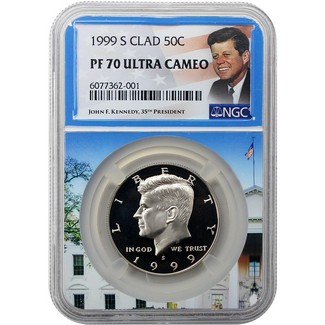 1999 S CLAD 50C
PF 70 ULTRA CAMEO
6077362-001
NGC
JOHN F. KENNEDY, 35TH PRESIDENT
LIBERTY
IN GOD WE TRUST
S
1999